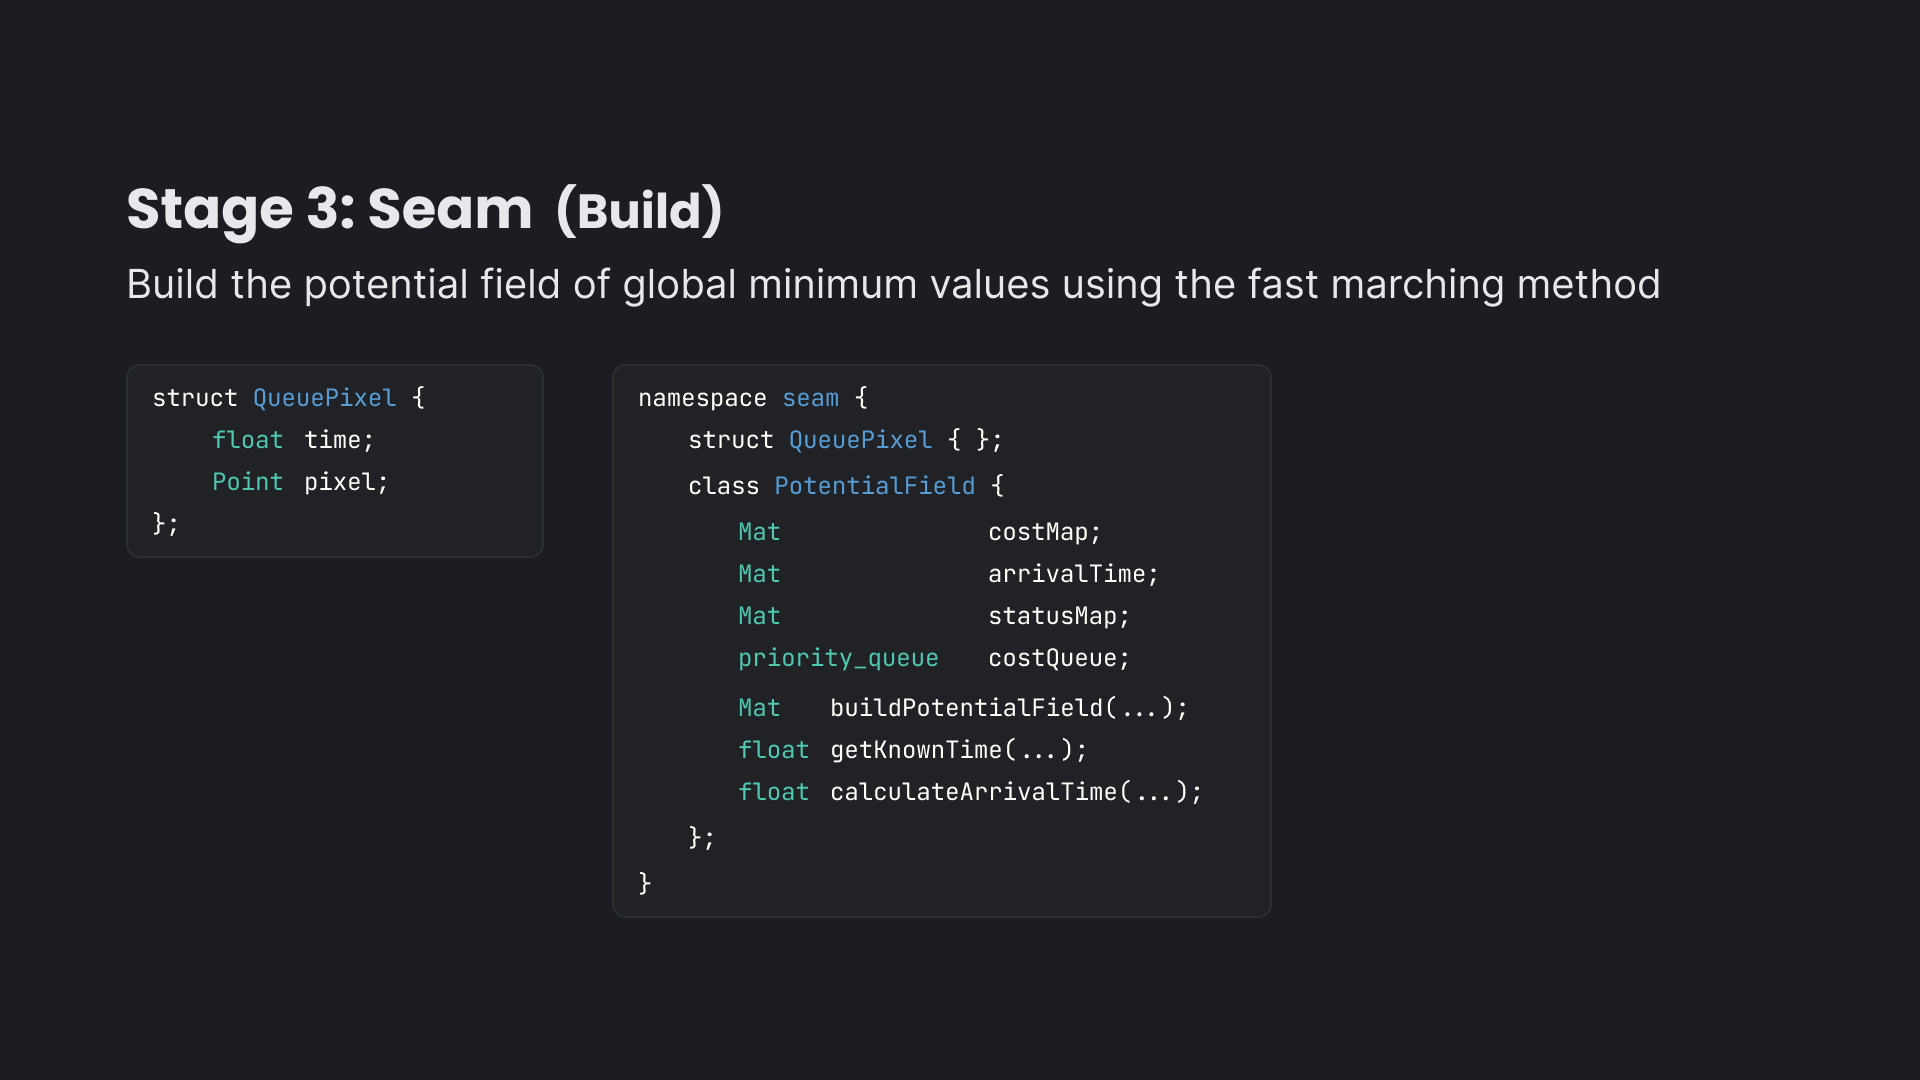 Stage 3: Seam (Build)
Build the potential field of global minimum values using the fast marching method
struct QueuePixel {
float time;
Point pixel;
};
namespace seam {
struct QueuePixel { };
class PotentialField {
Mat costMap;
Mat arrivalTime;
Mat statusMap;
priority_queue costQueue;
Mat buildPotentialField(...);
float getKnownTime(...);
float calculateArrivalTime(...);
};
}